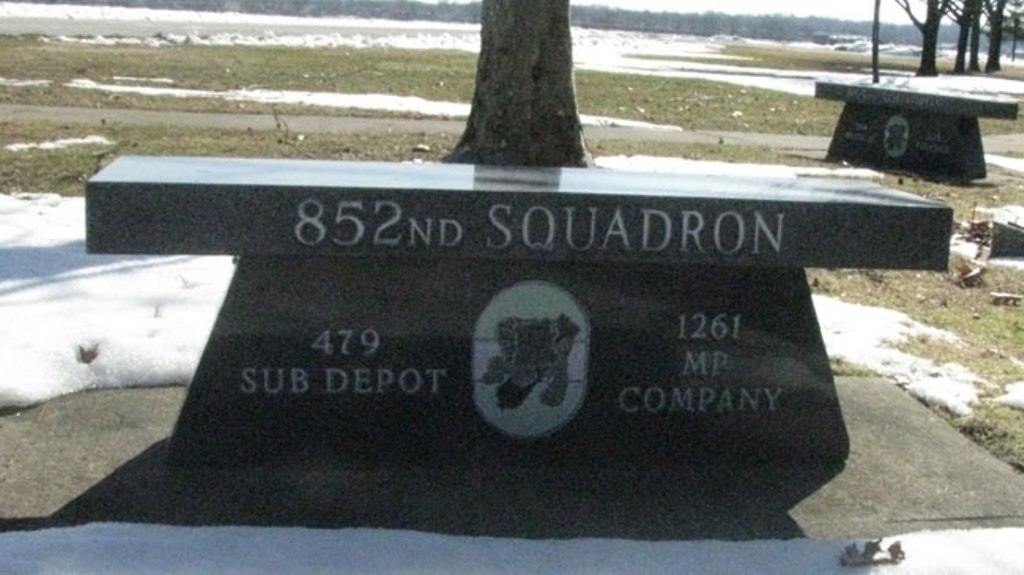 852ND SQUADRON
479
SUB DEPOT
1261
MP
COMPANY